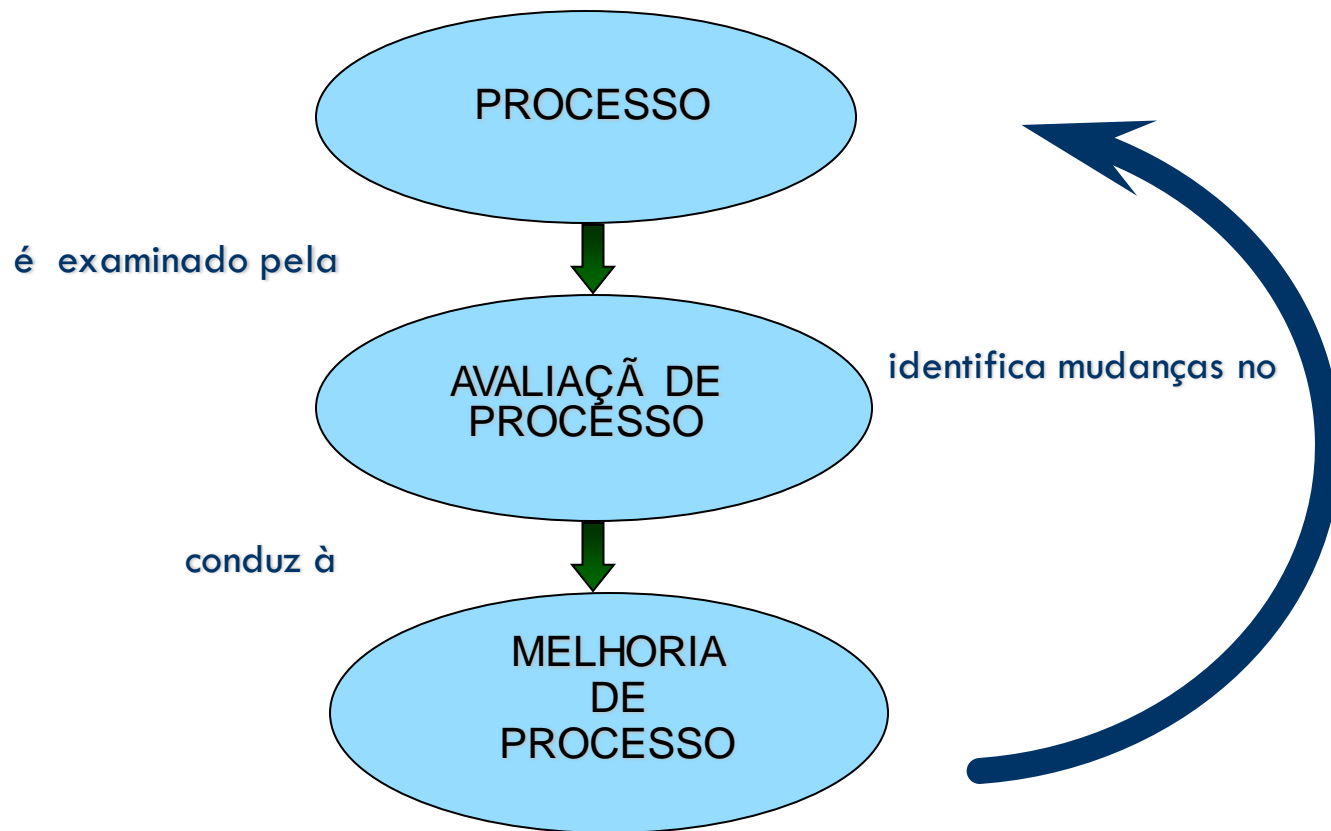 PROCESSO
é examinado pela
AVALIAÇÃ DE
PROCESSO
identifica mudanças no
conduz à
MELHORIA
DE
PROCESSO